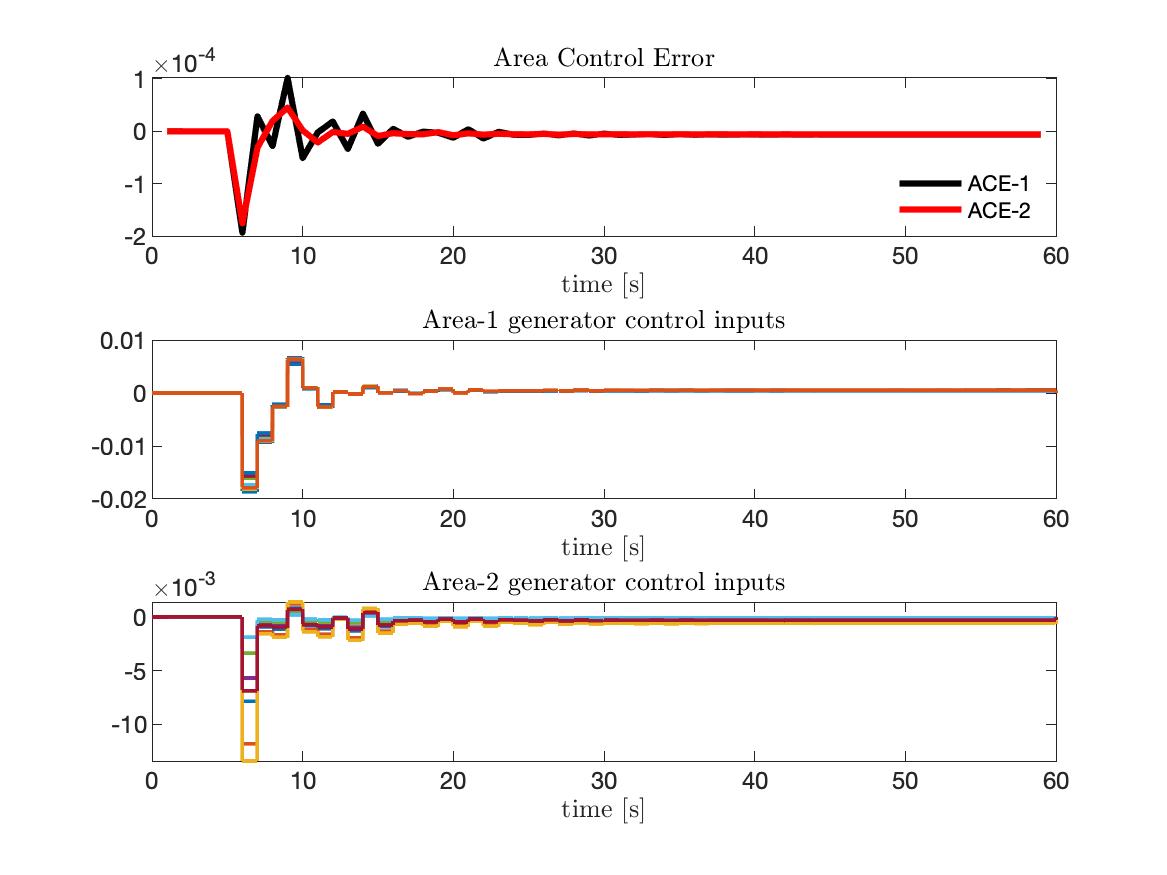 Area Control Error
×10-4
1
0
-1
-2
0 10 20 30 40 50 60
time [s]
ACE-1
ACE-2
Area-1 generator control inputs
0.01
0
-0.01
-0.02
0 10 20 30 40 50 60
time [s]
Area-2 generator control inputs
×10-3
0
-5
-10
0 10 20 30 40 50 60
time [s]